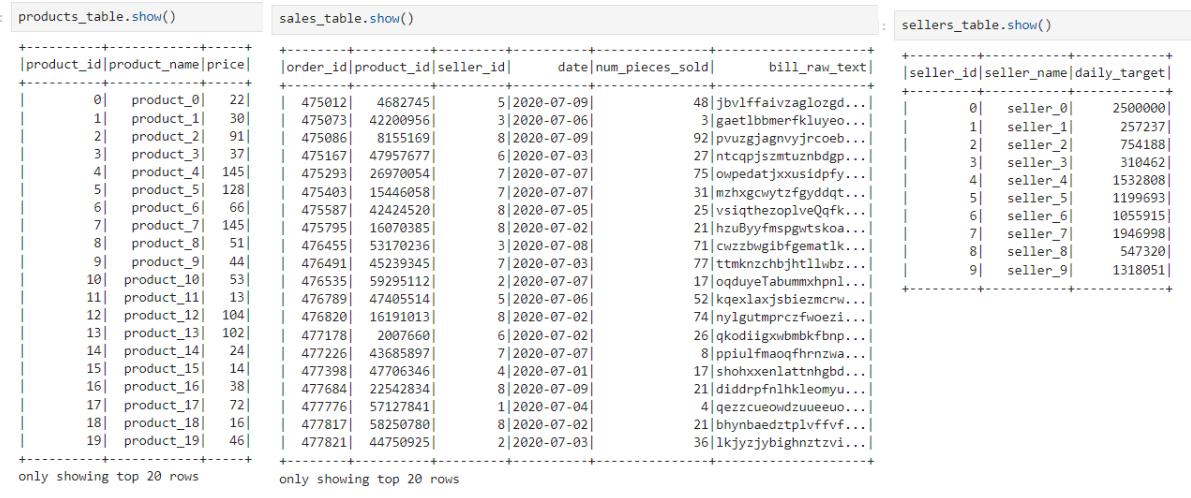 products_table.show()
+----------+------------+-----+
|product_id|product_name|price|
+----------+------------+-----+
| 0| product_0| 22|
| 1| product_1| 30|
| 2| product_2| 91|
| 3| product_3| 37|
| 4| product_4| 145|
| 5| product_5| 128|
| 6| product_6| 66|
| 7| product_7| 145|
| 8| product_8| 51|
| 9| product_9| 44|
| 10| product_10| 53|
| 11| product_11| 13|
| 12| product_12| 104|
| 13| product_13| 102|
| 14| product_14| 24|
| 15| product_15| 14|
| 16| product_16| 38|
| 17| product_17| 72|
| 18| product_18| 16|
| 19| product_19| 46|
+----------+------------+-----+
only showing top 20 rows
sales_table.show()
+--------+----------+---------+----------+---------------+--------------------+
|order_id|product_id|seller_id| date|num_pieces_sold| bill_raw_text|
+--------+----------+---------+----------+---------------+--------------------+
| 475012| 4682745| 5|2020-07-09| 48|jbvlffaivzaglozgd...|
| 475073| 42200956| 3|2020-07-06| 3|gaetlbbmerfkluyeo...|
| 475086| 8155169| 8|2020-07-09| 92|pvuzgjagnvyjrcoeb...|
| 475167| 47957677| 6|2020-07-03| 27|ntcqpjszmtuznbdgp...|
| 475293| 26970054| 7|2020-07-07| 75|owpedatjxxusidpfy...|
| 475403| 15446058| 7|2020-07-07| 31|mzhxgcwytzfgyddqt...|
| 475587| 42424520| 8|2020-07-05| 25|vsiqthezoplveQqfk...|
| 475795| 16070385| 8|2020-07-02| 21|hzuByyfmspgwtskoa...|
| 476455| 53170236| 3|2020-07-08| 71|cwzzbwgibfgematlk...|
| 476491| 45239345| 7|2020-07-03| 77|ttmknzchbjhtllwbz...|
| 476535| 59295112| 2|2020-07-07| 17|oqduyeTabummxhpnl...|
| 476789| 47405514| 5|2020-07-06| 52|kqexlaxjsbiezmcrw...|
| 476820| 16191013| 8|2020-07-02| 74|nylgutmprczfwoezi...|
| 477178| 2007660| 6|2020-07-02| 26|qkodiigxwbmbkfbnp...|
| 477226| 43685897| 7|2020-07-07| 8|ppiulfmaoqfhrnzwa...|
| 477398| 47706346| 4|2020-07-01| 17|shohxxenlattnhgbd...|
| 477684| 22542834| 8|2020-07-09| 21|diddrpfnlhkleomyu...|
| 477776| 57127841| 1|2020-07-04| 4|qezzcueowdzuueeuo...|
| 477817| 58250780| 8|2020-07-02| 21|bhynbaedztplvffvf...|
| 477821| 44750925| 2|2020-07-03| 36|lkjyzjybighnztzvi...|
+--------+----------+---------+----------+---------------+--------------------+
only showing top 20 rows
sellers_table.show()
+---------+-----------+------------+
|seller_id|seller_name|daily_target|
+---------+-----------+------------+
| 0| seller_0| 2500000|
| 1| seller_1| 257237|
| 2| seller_2| 754188|
| 3| seller_3| 310462|
| 4| seller_4| 1532808|
| 5| seller_5| 1199693|
| 6| seller_6| 1055915|
| 7| seller_7| 1946998|
| 8| seller_8| 547320|
| 9| seller_9| 1318051|
+---------+-----------+------------+